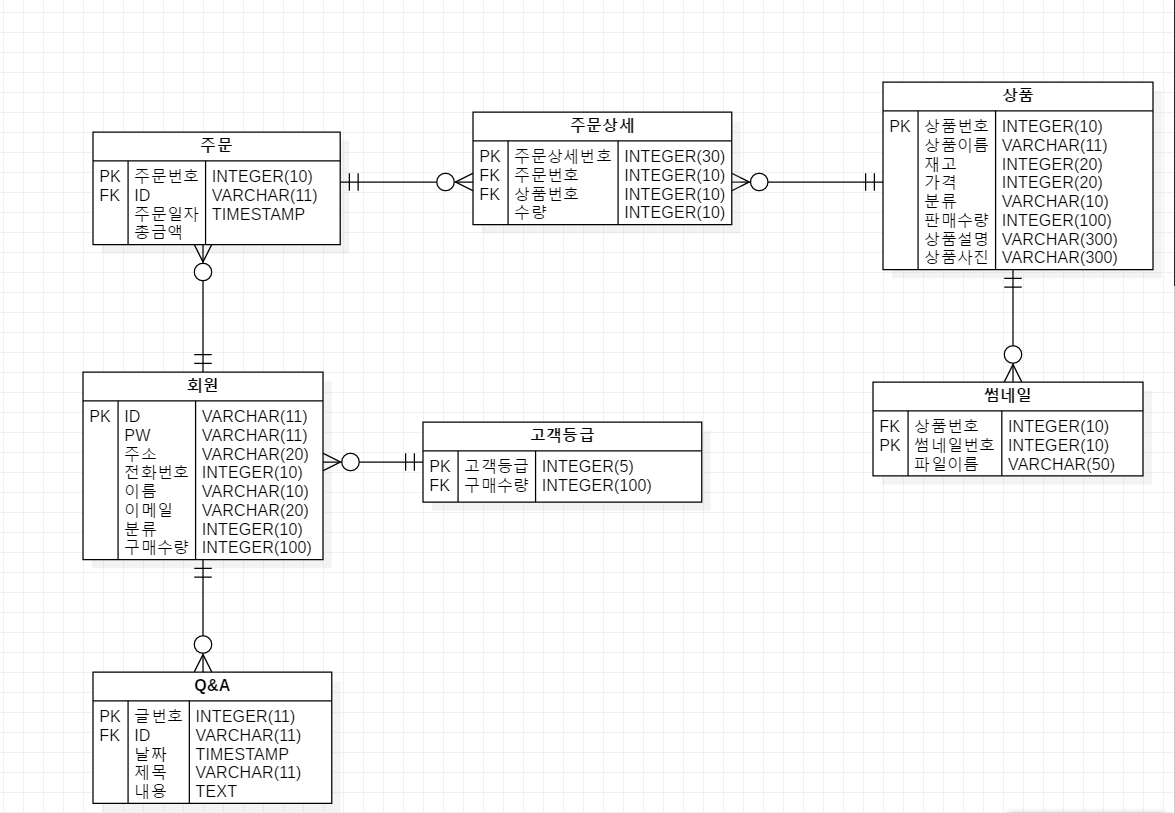 주문
PK 주문번호 INTEGER(10)
FK ID VARCHAR(11)
주문일자 TIMESTAMP
총금액
주문상세
PK 주문상세번호 INTEGER(30)
FK 주문번호 INTEGER(10)
FK 상품번호 INTEGER(10)
수량 INTEGER(10)
상품
PK 상품번호 INTEGER(10)
상품이름 VARCHAR(11)
재고 INTEGER(20)
가격 INTEGER(20)
분류 VARCHAR(10)
판매수량 INTEGER(100)
상품설명 VARCHAR(300)
상품사진 VARCHAR(300)
회원
PK ID VARCHAR(11)
PW VARCHAR(11)
주소 VARCHAR(20)
전화번호 INTEGER(10)
이름 VARCHAR(10)
이메일 VARCHAR(20)
분류 INTEGER(10)
구매수량 INTEGER(100)
고객등급
PK 고객등급 INTEGER(5)
FK 구매수량 INTEGER(100)
썸네일
FK 상품번호 INTEGER(10)
PK 썸네일번호 INTEGER(10)
파일이름 VARCHAR(50)
Q&A
PK 글번호 INTEGER(11)
FK ID VARCHAR(11)
날짜 TIMESTAMP
제목 VARCHAR(11)
내용 TEXT